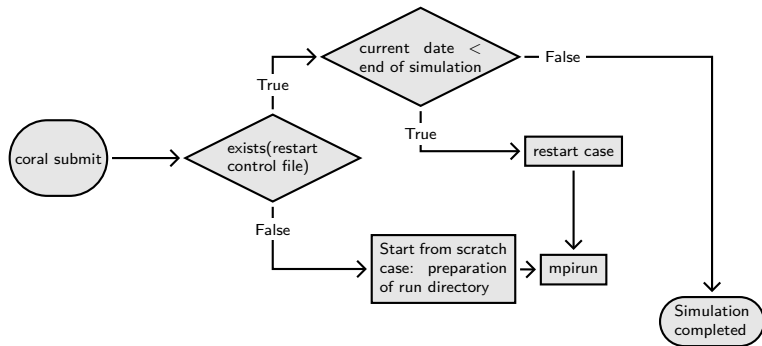 current date <
end of simulation
False
True
True
coral submit
exists(restart
control file)
restart case
False
Start from scratch
case: preparation
of run directory
mpirun
Simulation
completed